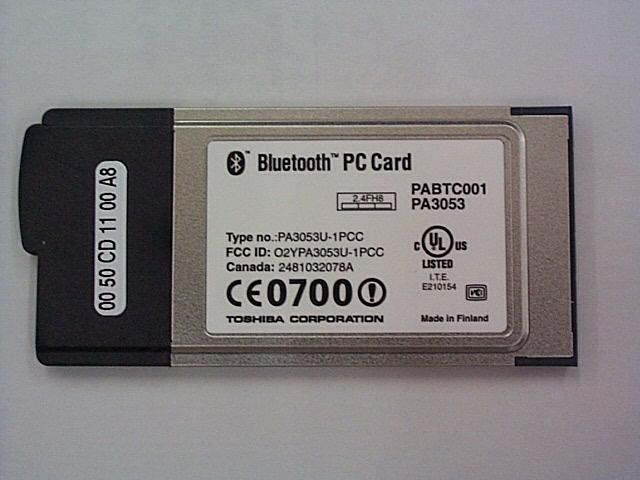 00 50 CD 11 00 A8
Bluetooth™ PC Card
2.4FH8
PABTC001
PA3053
Type no.:PA3053U-1PCC
FCC ID: O2YPA3053U-1PCC
Canada: 2481032078A
CE0700
TOSHIBA CORPORATION
C UL US
LISTED
I.T.E.
E210154
Made in Finland